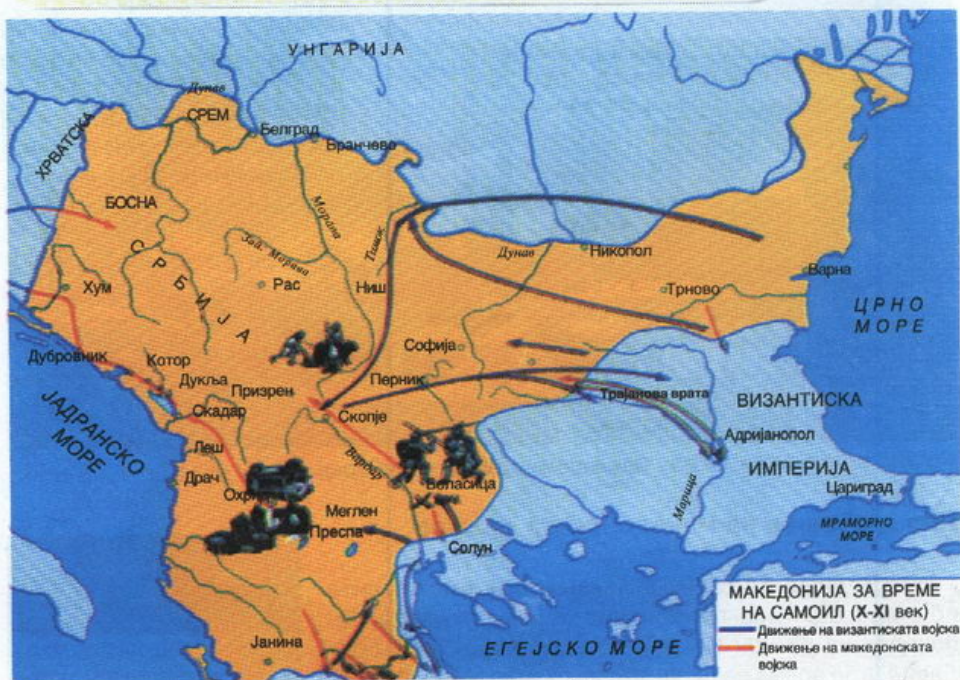 УНГАРИЈА
Дунав
СРЕМ
Белград
Бранчево
ХРВАТСКА
БОСНА
Морава
Тимок
Зап. Морава
СРБИЈА
Хум
Рас
Ниш
Дунав
Никопол
Варна
Трново
ЦРНО
МОРЕ
Софија
Дубровник
Котор
Дукља
Призрен
Перник
Трајанова врата
ВИЗАНТИСКА
Скадар
Скопје
ЈАДРАНСКО
МОРЕ
Леш
Вардар
Адријанопол
Драч
Беласица
ИМПЕРИЈА
Охрид
Марица
Цариград
Меглен
Преспа
Солун
МРАМОРНО
МОРЕ
Јанина
ЕГЕЈСКО МОРЕ
МАКЕДОНИЈА ЗА ВРЕМЕ
НА САМОИЛ (X-XI век)
Движење на византиската војска
Движење на македонската
војска